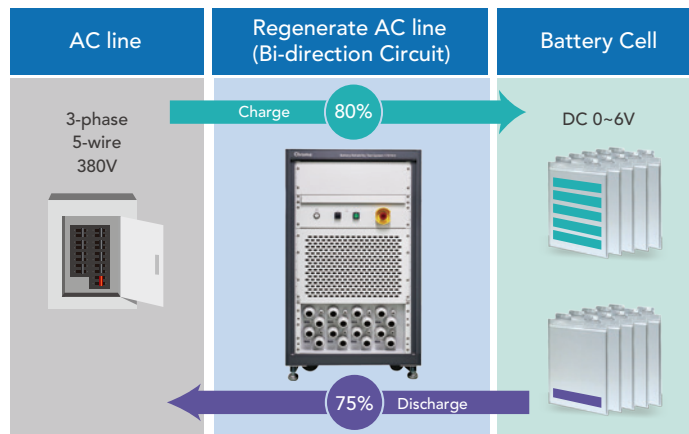 AC line
Regenerate AC line
(Bi-direction Circuit)
Battery Cell
Charge
80%
3-phase
5-wire
380V
DC 0~6V
75%
Discharge